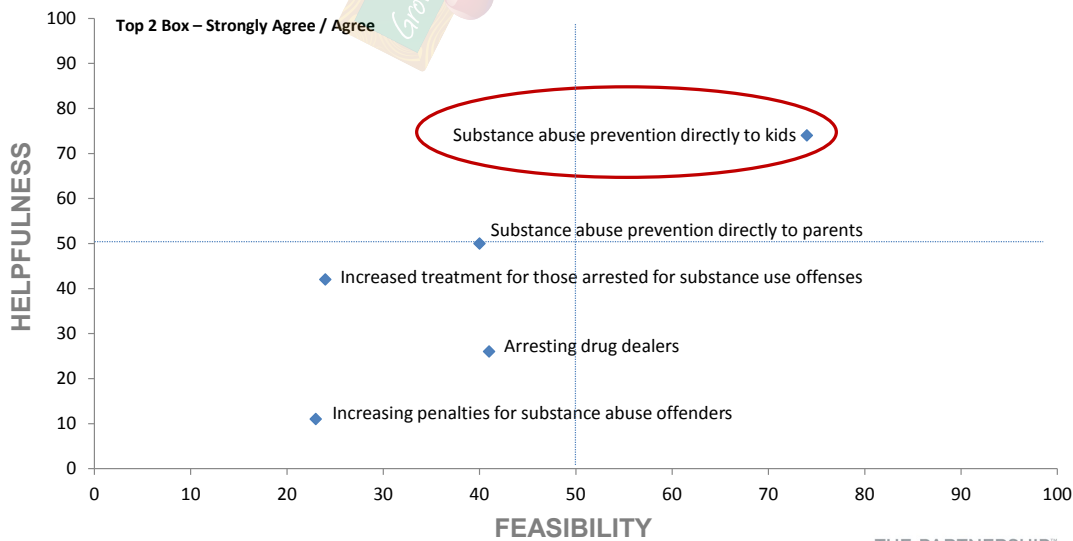 100
Top 2 Box – Strongly Agree / Agree
90
80
Substance abuse prevention directly to kids
70
60
Substance abuse prevention directly to parents
50
Increased treatment for those arrested for substance use offenses
40
30
Arresting drug dealers
20
Increasing penalties for substance abuse offenders
10
0
HELPFULNESS
0 10 20 30 40 50 60 70 80 90 100
FEASIBILITY